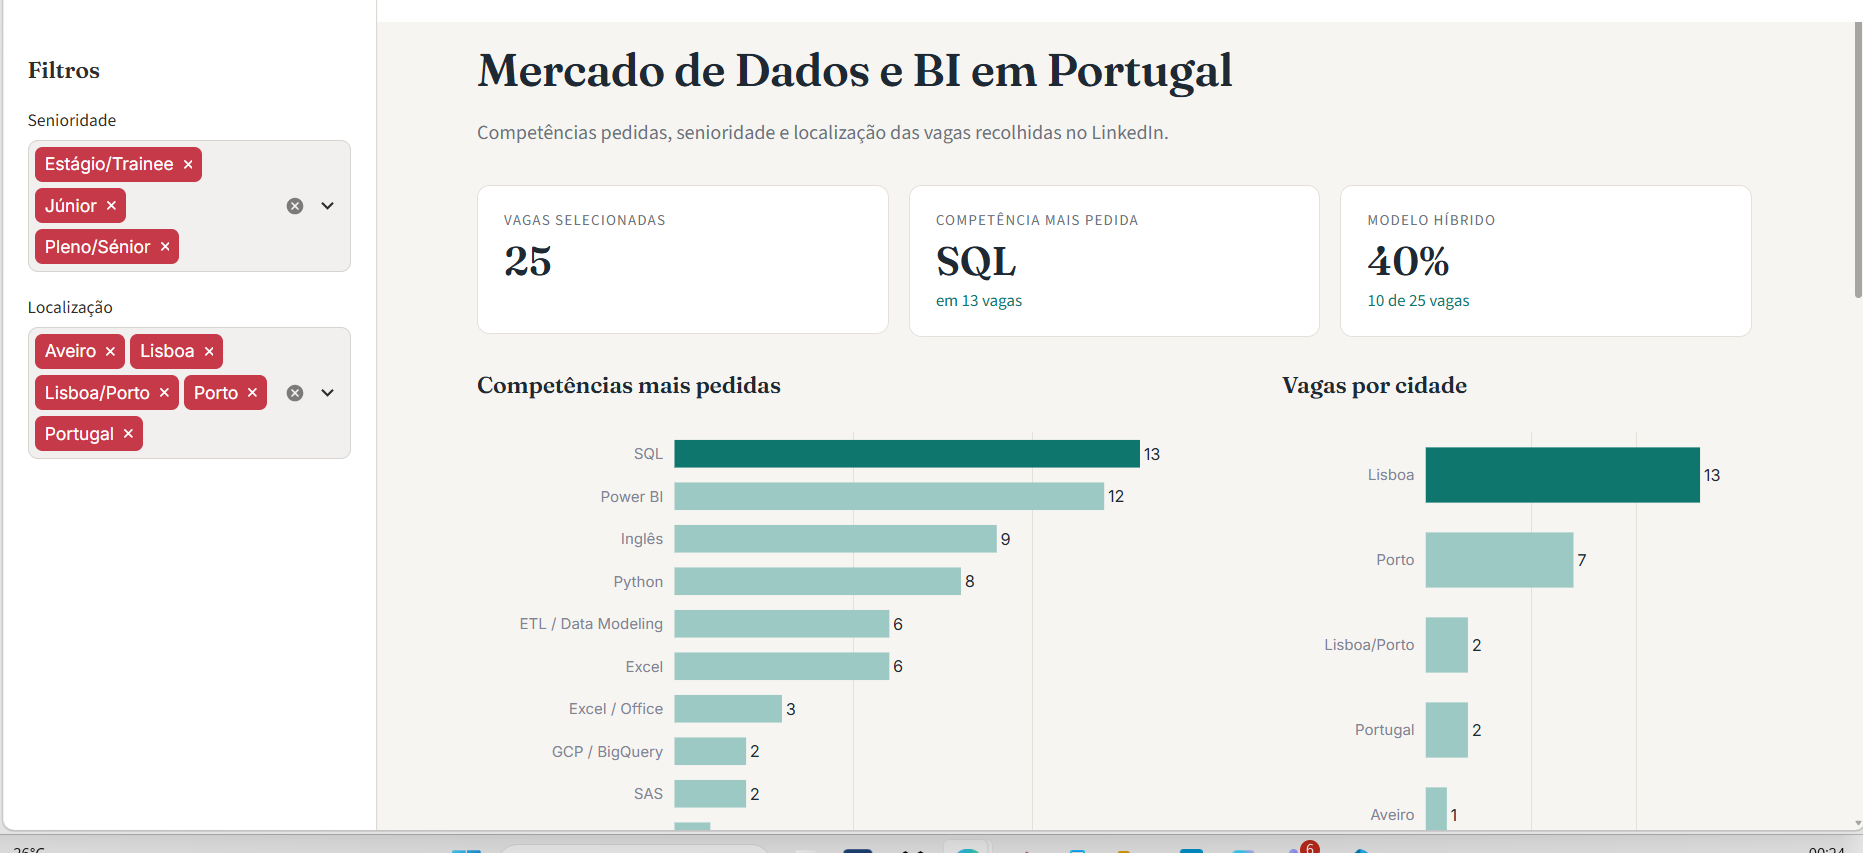 Filtros
Senioridade
Estágio/Trainee ×
Júnior ×
Pleno/Sénior ×
Localização
Aveiro × Lisboa ×
Lisboa/Porto × Porto ×
Portugal ×
Mercado de Dados e BI em Portugal
Competências pedidas, senioridade e localização das vagas recolhidas no LinkedIn.
VAGAS SELECIONADAS
25
COMPETÊNCIA MAIS PEDIDA
SQL
em 13 vagas
MODELO HÍBRIDO
40%
10 de 25 vagas
Competências mais pedidas
SQL 13
Power BI 12
Inglês 9
Python 8
ETL / Data Modeling 6
Excel 6
Excel / Office 3
GCP / BigQuery 2
SAS 2
Vagas por cidade
Lisboa 13
Porto 7
Lisboa/Porto 2
Portugal 2
Aveiro 1
6